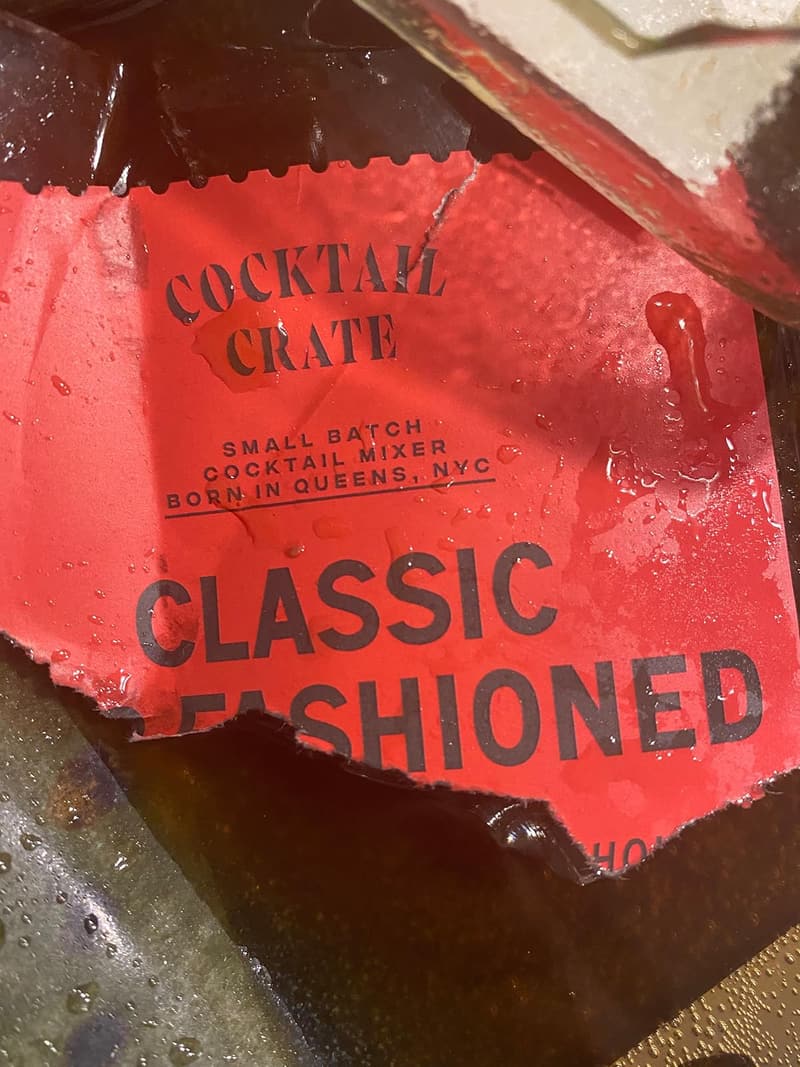 COCKTAIL
CRATE
SMALL BATCH
COCKTAIL MIXER
BORN IN QUEENS, NYC
CLASSIC
FASHIONED